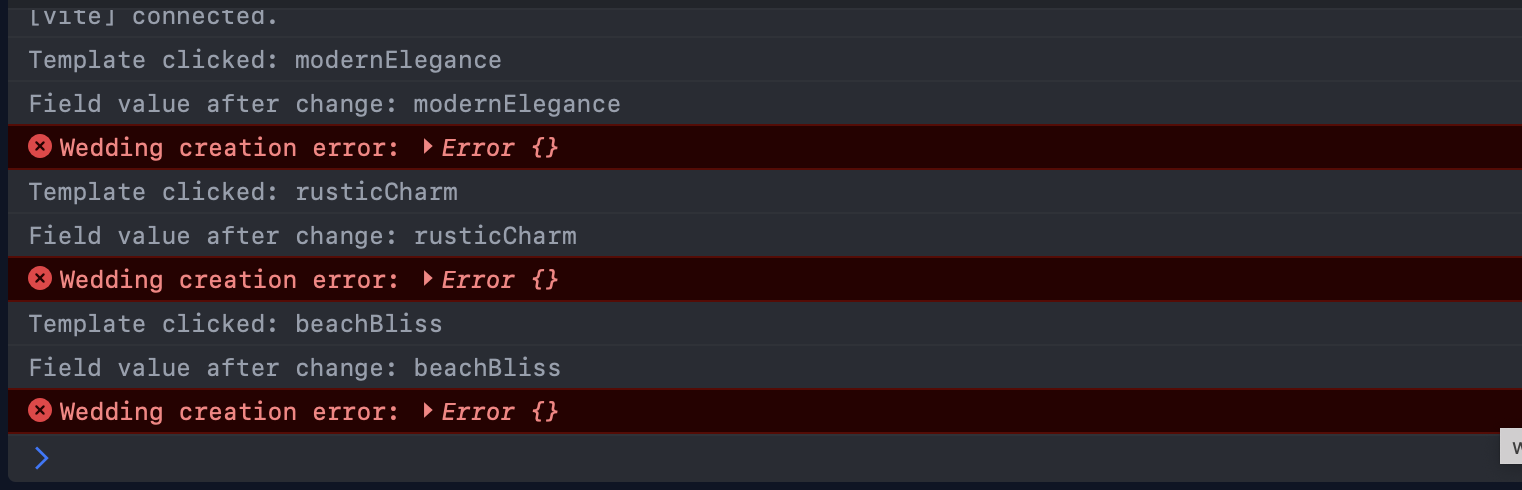 [vite] connected.
Template clicked: modernElegance
Field value after change: modernElegance
Wedding creation error: Error {}
Template clicked: rusticCharm
Field value after change: rusticCharm
Wedding creation error: Error {}
Template clicked: beachBliss
Field value after change: beachBliss
Wedding creation error: Error {}